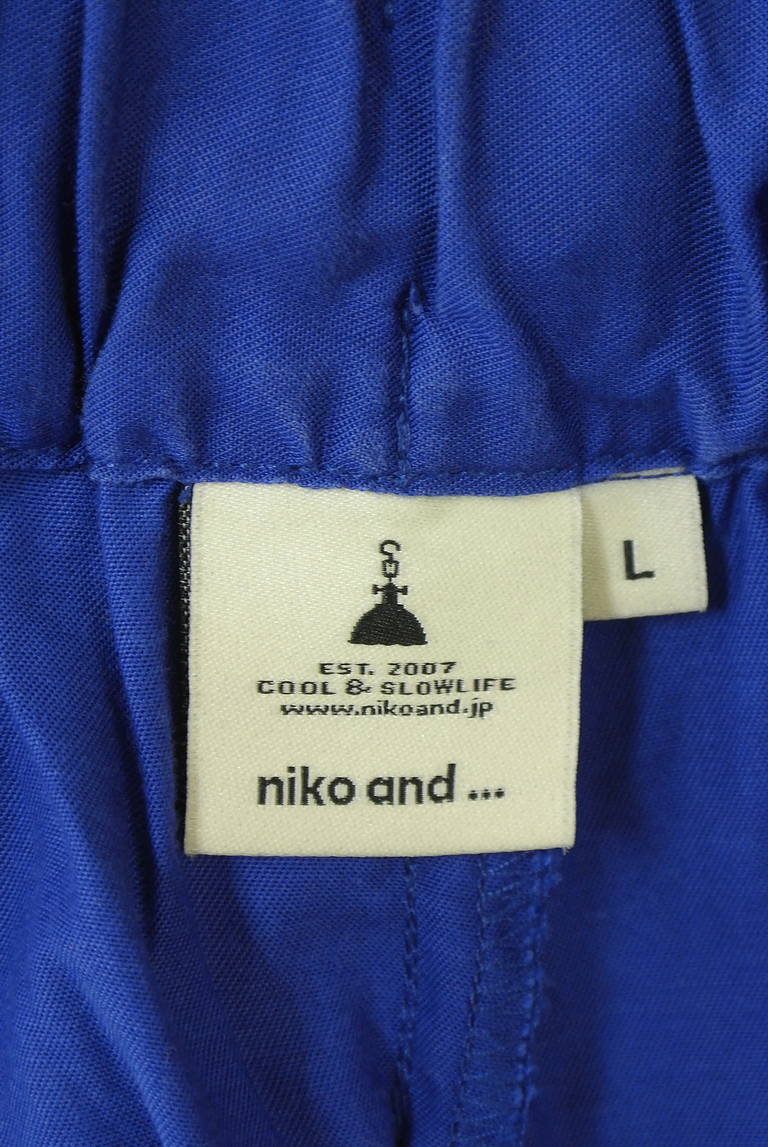 EST. 2007
COOL & SLOWLIFE
www.nikoand.jp
niko and ...
L